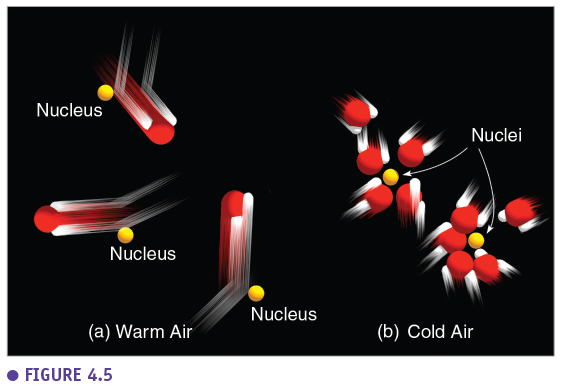 Nucleus
Nuclei
Nucleus
Nucleus
(a) Warm Air
(b) Cold Air
● FIGURE 4.5